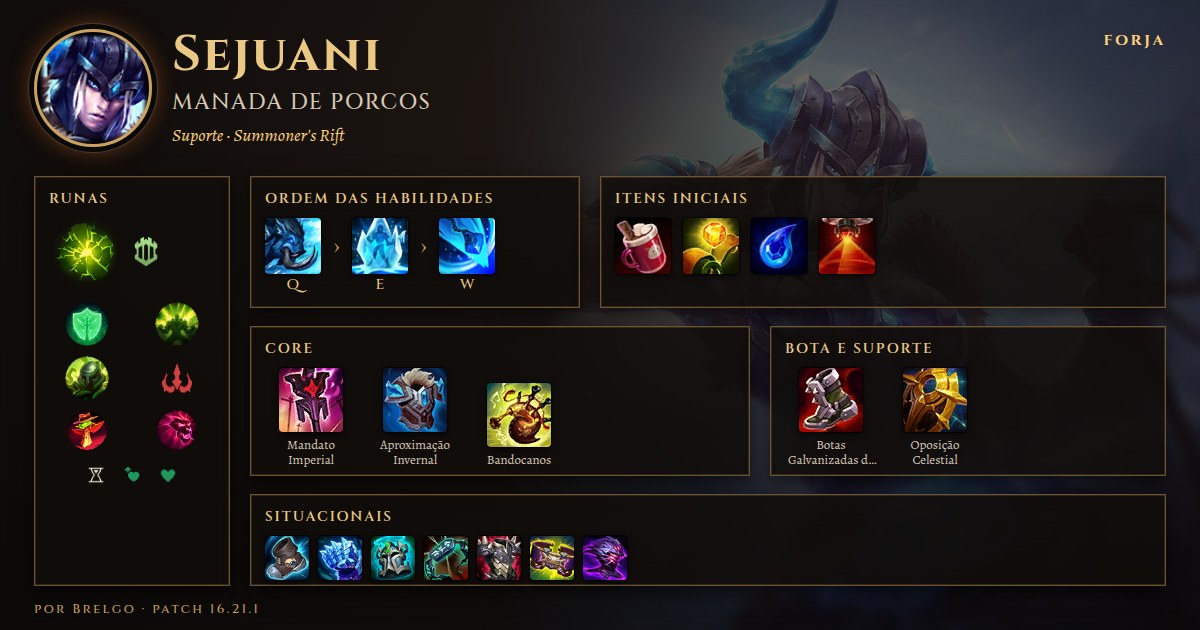 Sejuani
MANADA DE PORCOS
Suporte · Summoner's Rift
FORJA
RUNAS
ORDEM DAS HABILIDADES
Q
›
E
›
W
ITENS INICIAIS
CORE
Mandato
Imperial
Aproximação
Invernal
Bandocanos
BOTA E SUPORTE
Botas
Galvanizadas d...
Oposição
Celestial
SITUACIONAIS
POR BRELGO · PATCH 16.21.1